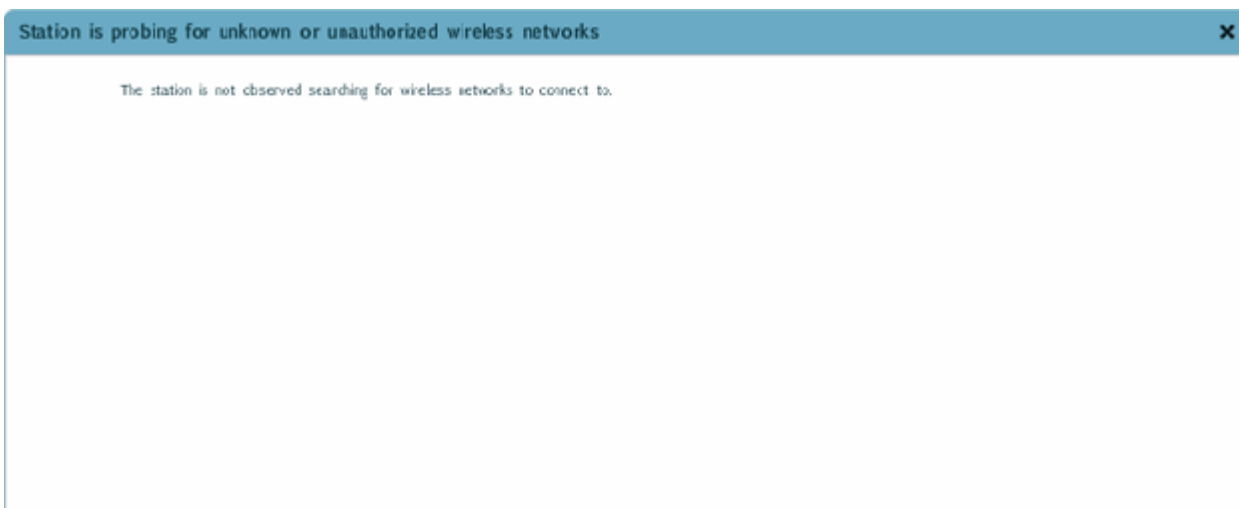 Station is probing for unknown or unauthorized wireless networks
The station is not observed searching for wireless networks to connect to.